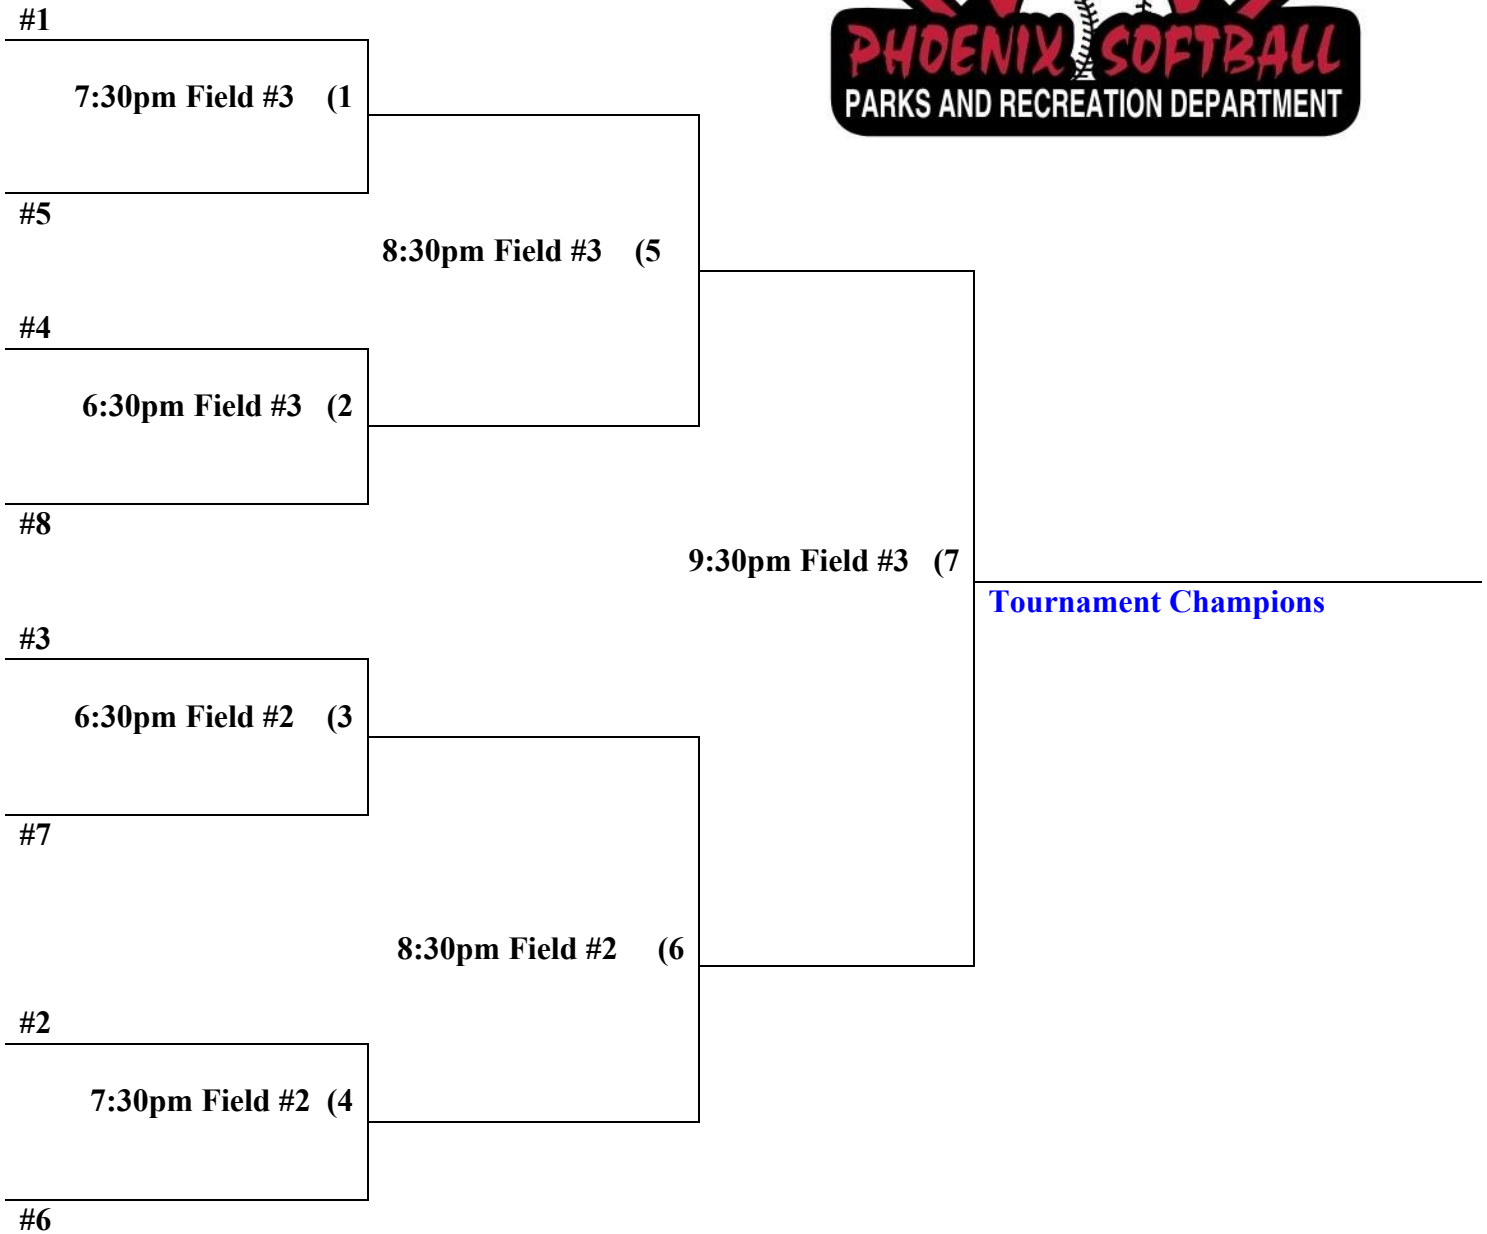 #1
PHOENIX SOFTBALL
7:30pm Field #3 (1
PARKS AND RECREATION DEPARTMENT
#5
8:30pm Field #3 (5
#4
6:30pm Field #3 (2
#8
9:30pm Field #3 (7
Tournament Champions
#3
6:30pm Field #2 (3
#7
8:30pm Field #2 (6
#2
7:30pm Field #2 (4
#6